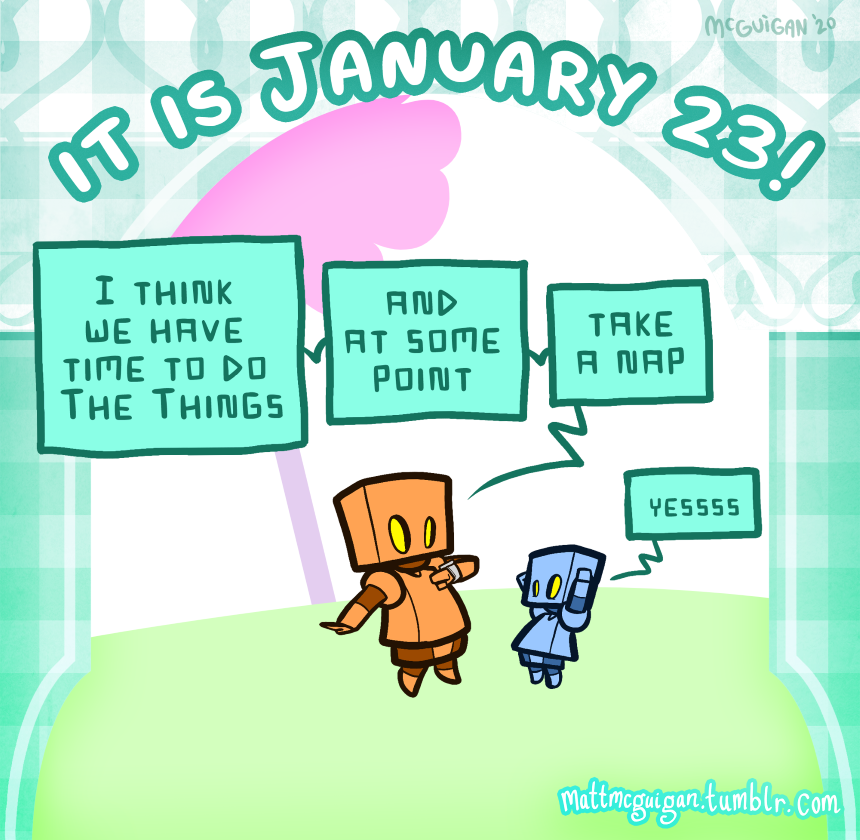 McGUIGAN '20
IT IS JANUARY 23!
I THINK
WE HAVE
TIME TO DO
THE THINGS
AND
AT SOME
POINT
TAKE
A NAP
YESSSS
mattmcguigan.tumblr.com